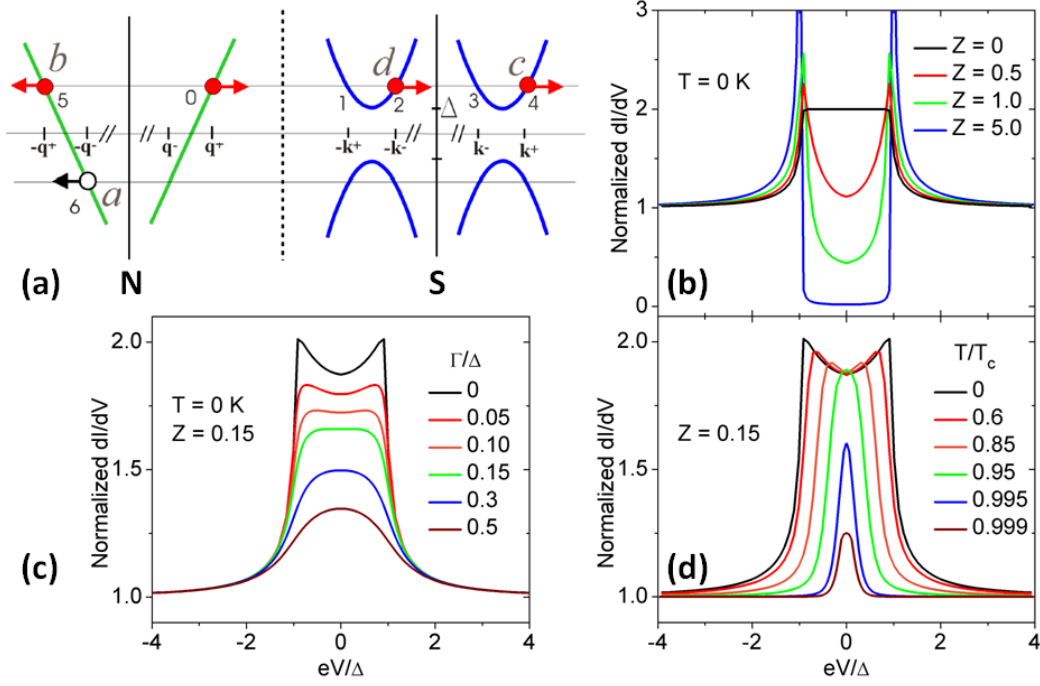 b
5
0
a
6
-q⁺
-q⁻
q⁻
q⁺
d
c
1
2
3
4
Δ
-k⁺
-k⁻
k⁻
k⁺
(a)
N
S
Normalized dI/dV
3
2
1
0
T = 0 K
Z = 0
Z = 0.5
Z = 1.0
Z = 5.0
(b)
Normalized dI/dV
2.0
1.5
1.0
T = 0 K
Z = 0.15
Γ/Δ
0
0.05
0.10
0.15
0.3
0.5
(c)
-4
-2
0
2
4
eV/Δ
Normalized dI/dV
2.0
1.5
1.0
Z = 0.15
T/T_c
0
0.6
0.85
0.95
0.995
0.999
(d)
-4
-2
0
2
4
eV/Δ